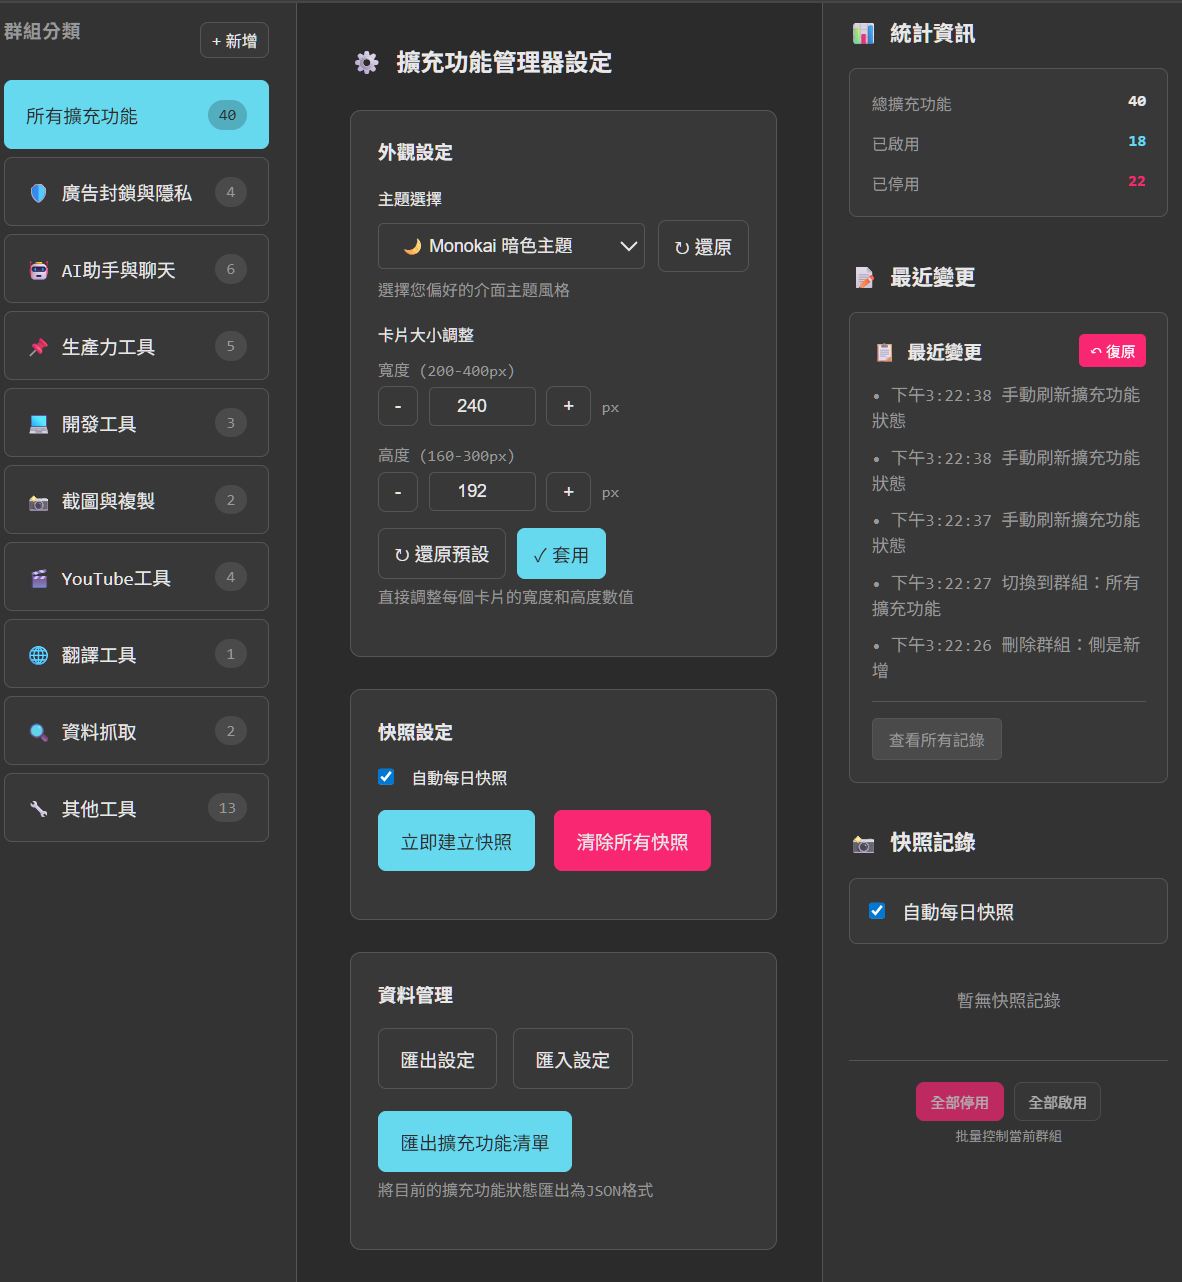 群組分類
+ 新增
所有擴充功能 40
廣告封鎖與隱私 4
AI助手與聊天 6
生產力工具 5
開發工具 3
截圖與複製 2
YouTube工具 4
翻譯工具 1
資料抓取 2
其他工具 13
擴充功能管理器設定
外觀設定
主題選擇
Monokai 暗色主題
↻ 還原
選擇您偏好的介面主題風格
卡片大小調整
寬度 (200-400px)
- 240 + px
高度 (160-300px)
- 192 + px
↻ 還原預設
✓ 套用
直接調整每個卡片的寬度和高度數值
快照設定
自動每日快照
立即建立快照
清除所有快照
資料管理
匯出設定
匯入設定
匯出擴充功能清單
將目前的擴充功能狀態匯出為JSON格式
統計資訊
總擴充功能 40
已啟用 18
已停用 22
最近變更
最近變更
↶ 復原
• 下午3:22:38 手動刷新擴充功能
狀態
• 下午3:22:38 手動刷新擴充功能
狀態
• 下午3:22:37 手動刷新擴充功能
狀態
• 下午3:22:27 切換到群組：所有
擴充功能
• 下午3:22:26 刪除群組：側是新
增
查看所有記錄
快照記錄
自動每日快照
暫無快照記錄
全部停用
全部啟用
批量控制當前群組